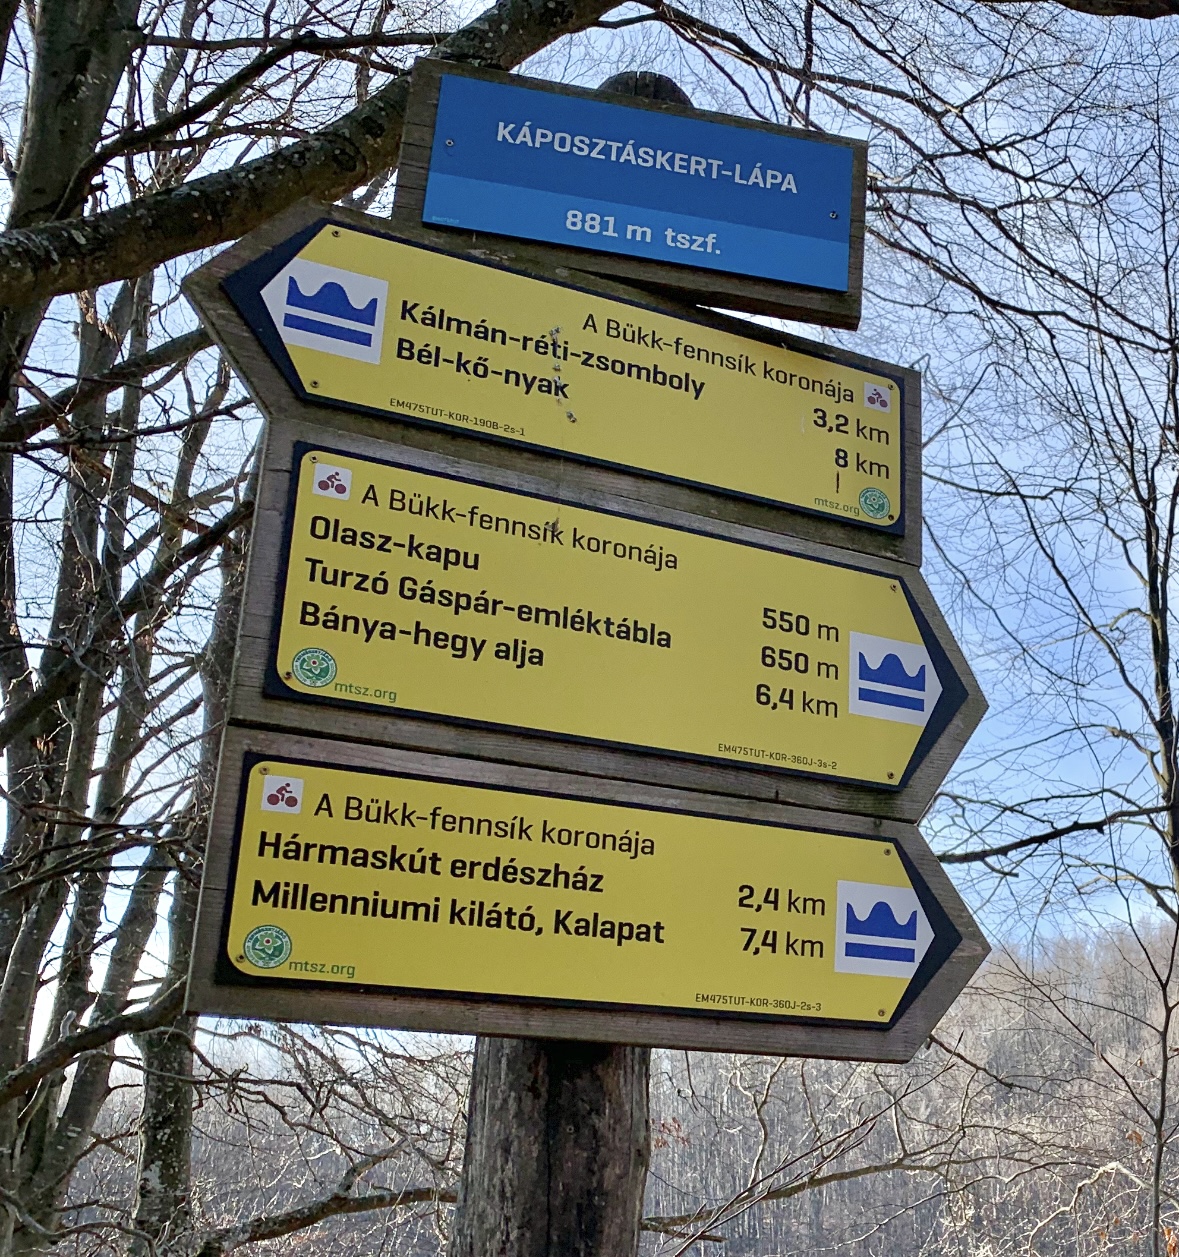 KÁPOSZTÁSKERT-LÁPA
881 m tszf.
A Bükk-fennsík koronája
Kálmán-réti-zsomboly 3,2 km
Bél-kő-nyak 8 km
EM475TUT-KOR-190B-2s-1
mtsz.org
A Bükk-fennsík koronája
Olasz-kapu 550 m
Turzó Gáspár-emléktábla 650 m
Bánya-hegy alja 6,4 km
mtsz.org
EM475TUT-KOR-360J-3s-2
A Bükk-fennsík koronája
Hármaskút erdészház 2,4 km
Millenniumi kilátó, Kalapat 7,4 km
mtsz.org
EM475TUT-KOR-360J-2s-3